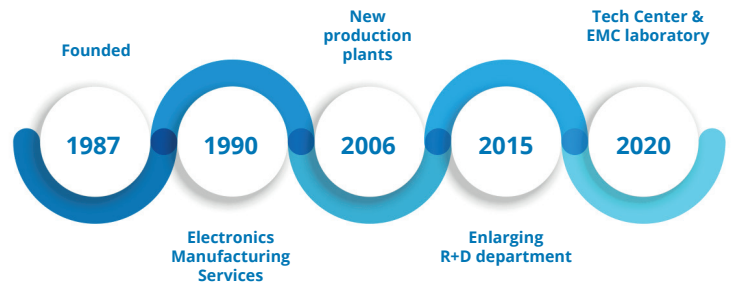 Founded
1987
1990
Electronics
Manufacturing
Services
New
production
plants
2006
2015
Enlarging
R+D department
Tech Center &
EMC laboratory
2020